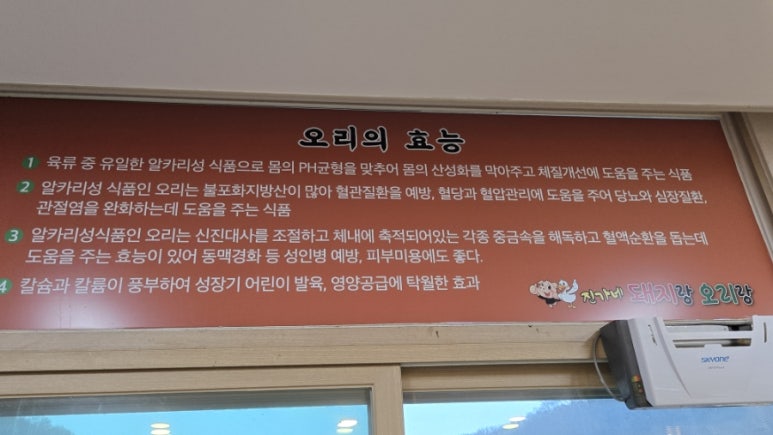 오리의 효능
1 육류 중 유일한 알카리성 식품으로 몸의 PH균형을 맞추어 몸의 산성화를 막아주고 체질개선에 도움을 주는 식품
2 알카리성 식품인 오리는 불포화지방산이 많아 혈관질환을 예방, 혈당과 혈압관리에 도움을 주어 당뇨와 심장질환,
관절염을 완화하는데 도움을 주는 식품
3 알카리성식품인 오리는 신진대사를 조절하고 체내에 축적되어있는 각종 중금속을 해독하고 혈액순환을 돕는데
도움을 주는 효능이 있어 동맥경화 등 성인병 예방, 피부미용에도 좋다.
4 칼슘과 칼륨이 풍부하여 성장기 어린이 발육, 영양공급에 탁월한 효과
진가네 돼지랑 오리랑
SKYONE